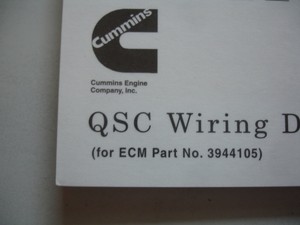 Cummins
Cummins Engine
Company, Inc.
QSC Wiring D
(for ECM Part No. 3944105)